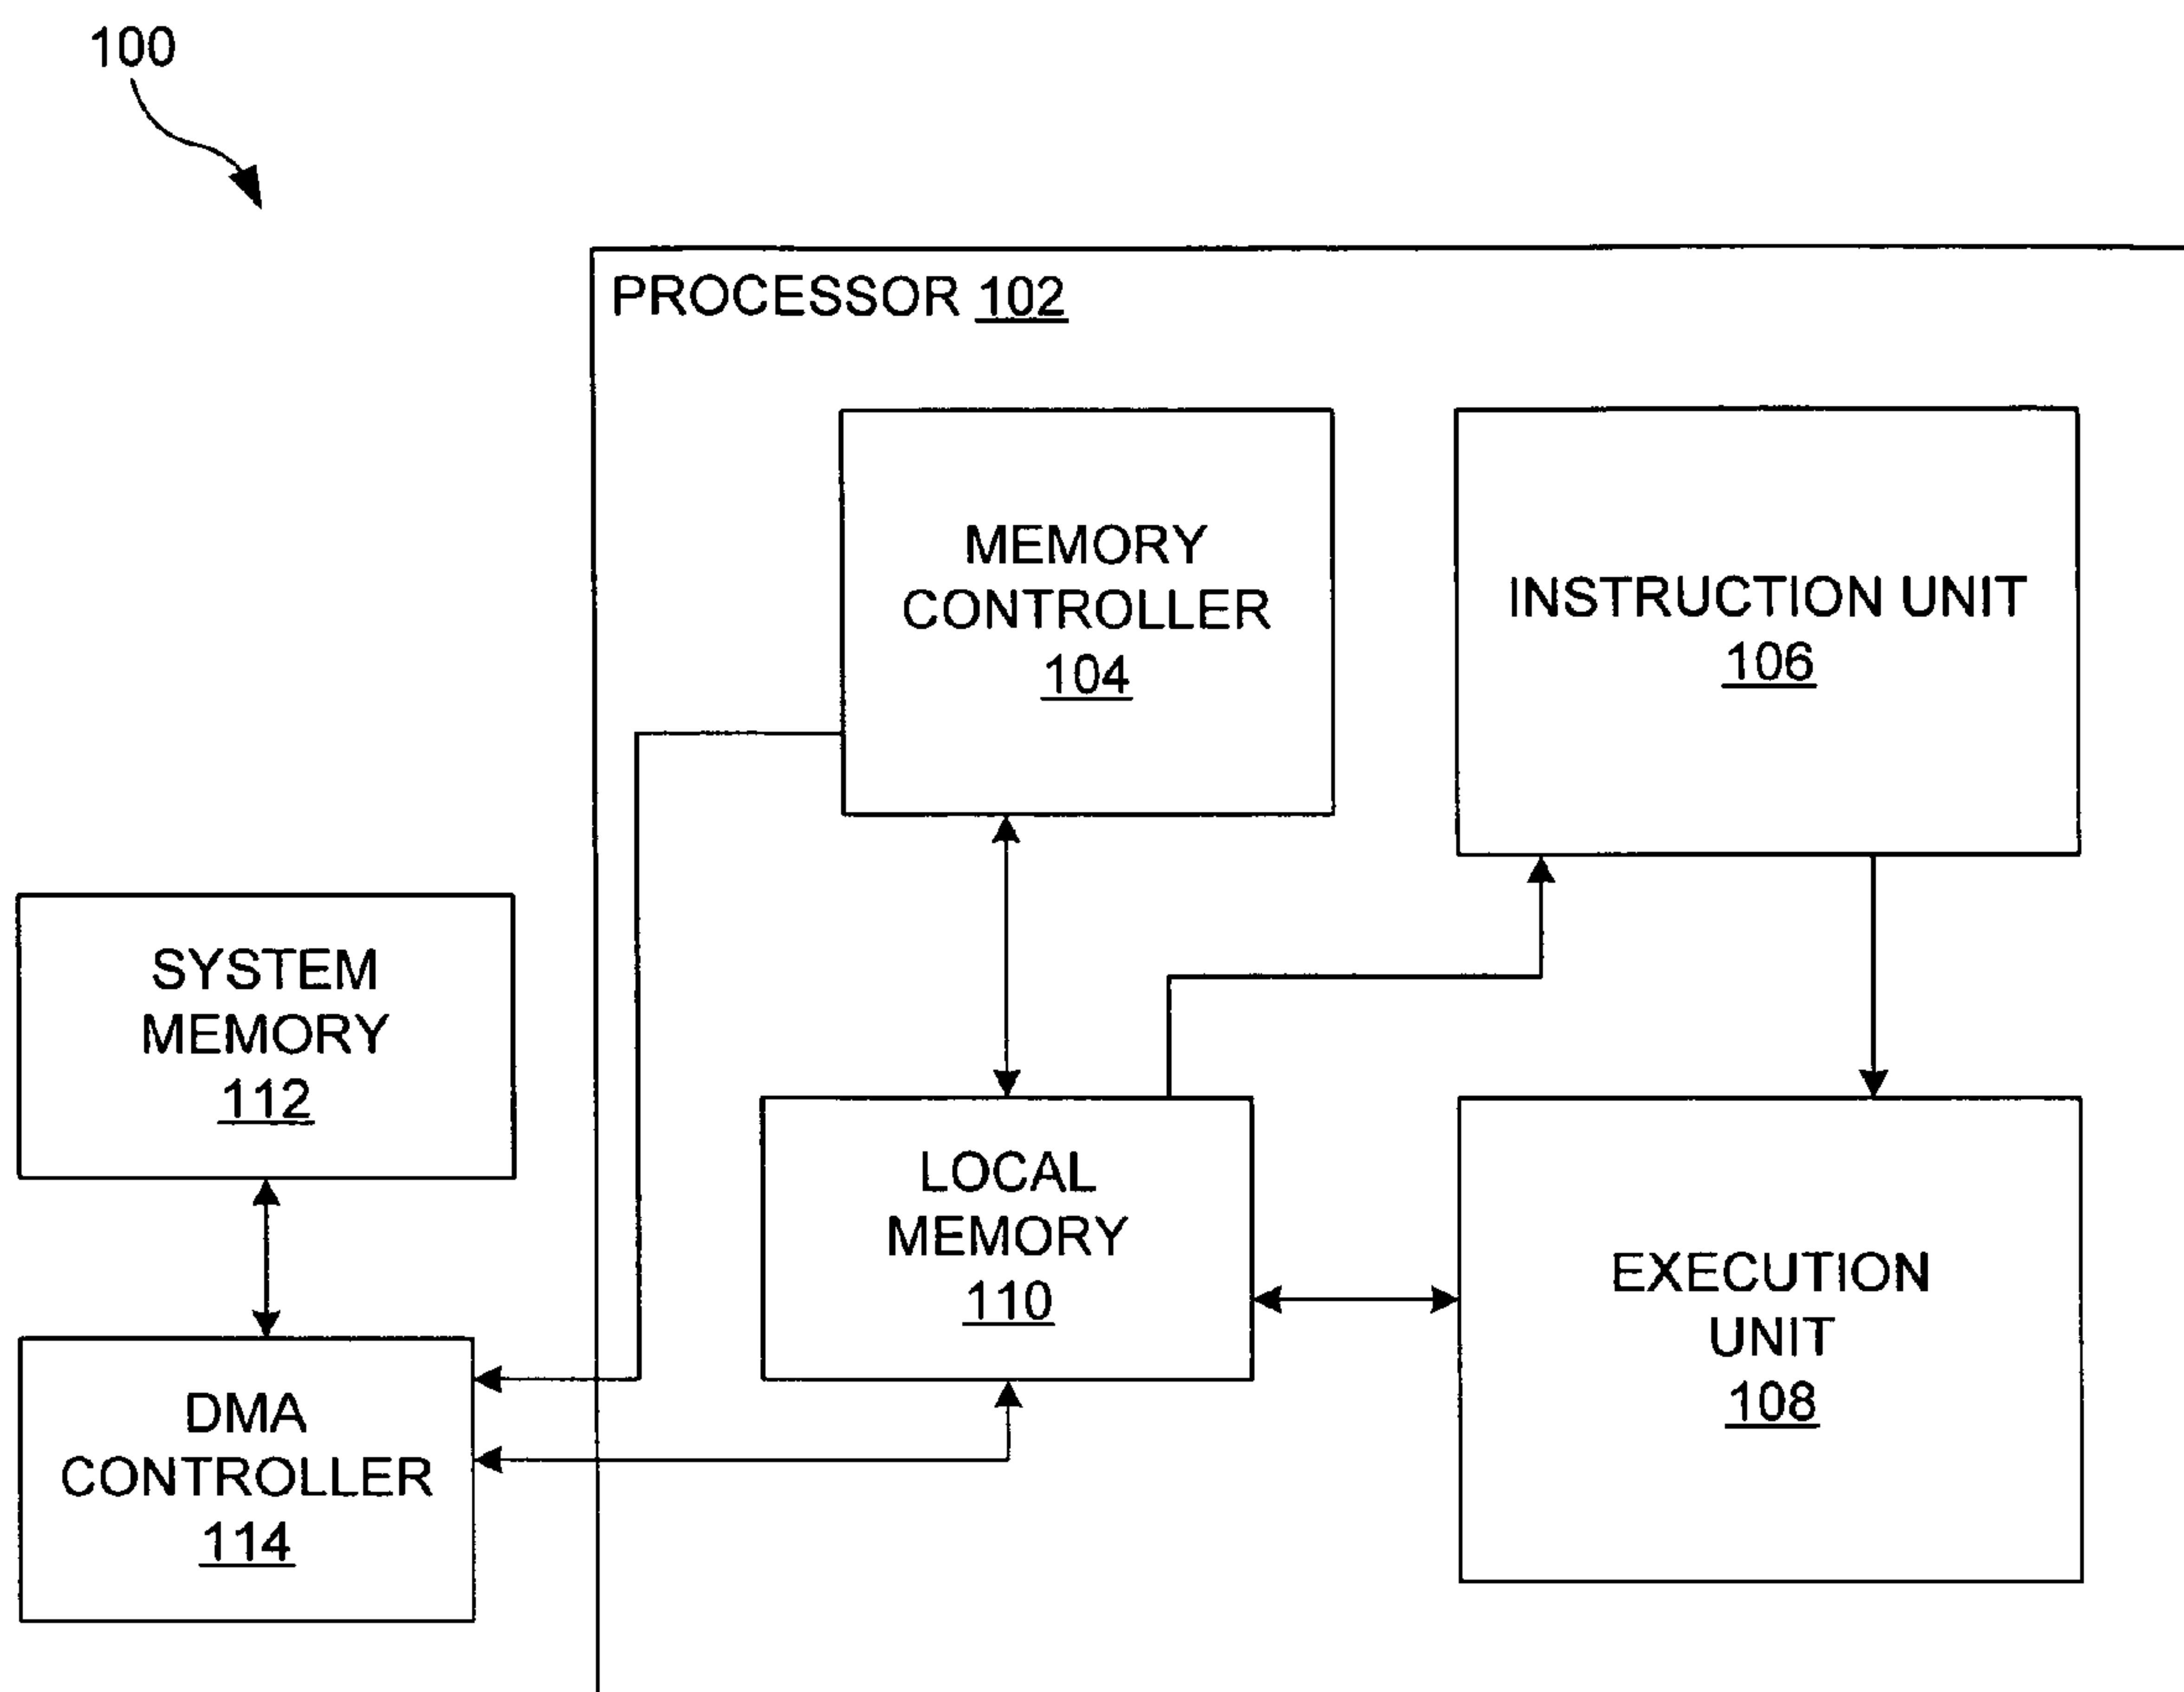 100
PROCESSOR 102
MEMORY
CONTROLLER
104
INSTRUCTION UNIT
106
SYSTEM
MEMORY
112
LOCAL
MEMORY
110
EXECUTION
UNIT
108
DMA
CONTROLLER
114